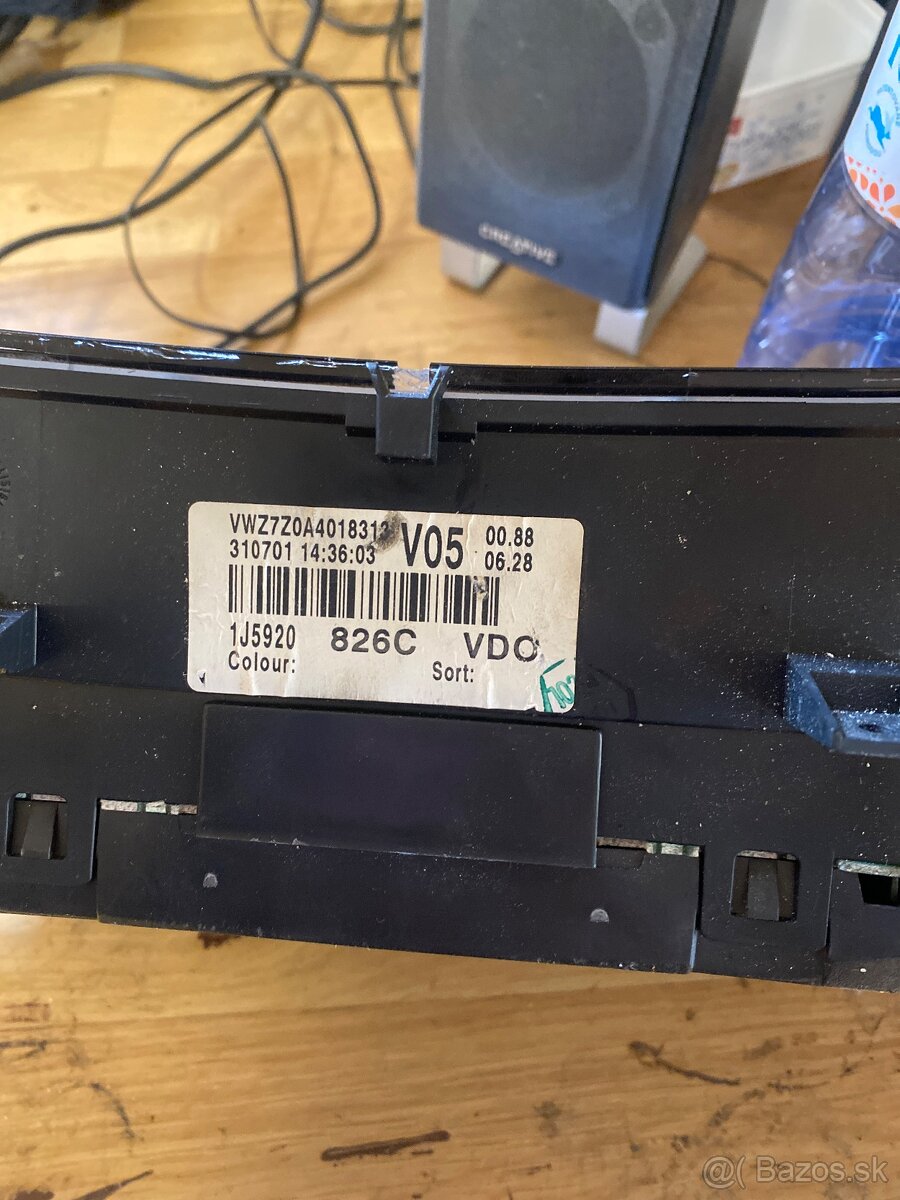 CREATIVE
VWZ7Z0A4018313 V05 00.88
310701 14:36:03 06.28
1J5920 826C VDO
Colour: Sort:
@( Bazos.sk